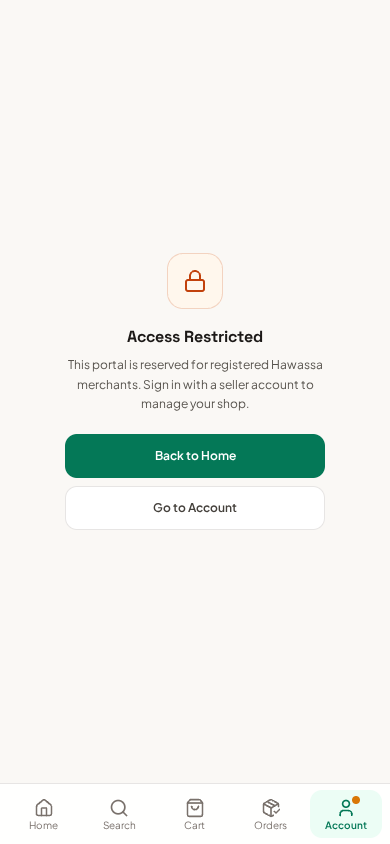 Access Restricted
This portal is reserved for registered Hawassa
merchants. Sign in with a seller account to
manage your shop.
Back to Home
Go to Account
Home
Search
Cart
Orders
Account